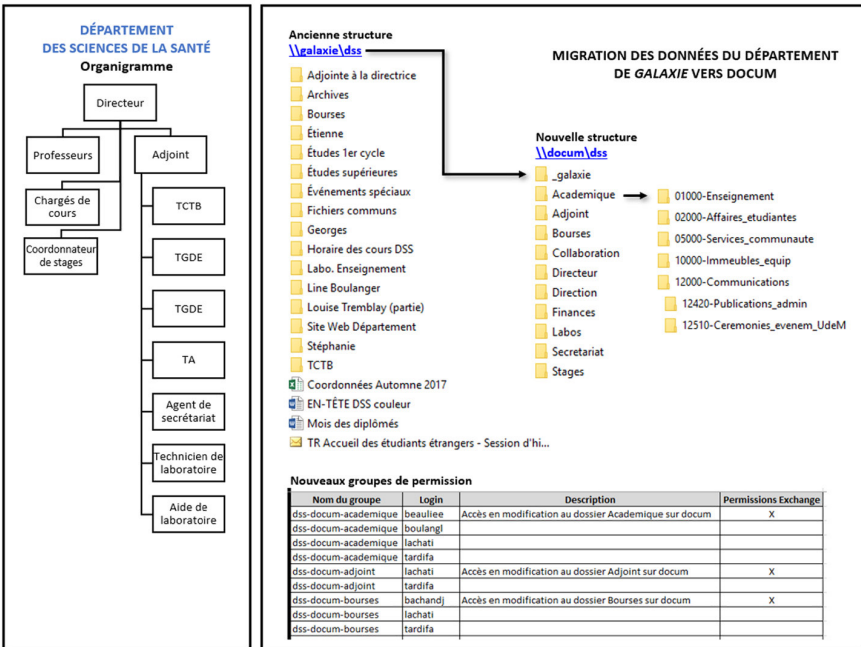 DÉPARTEMENT
DES SCIENCES DE LA SANTÉ
Organigramme
Directeur
Professeurs
Adjoint
Chargés de
cours
TCTB
Coordonnateur
de stages
TGDE
TGDE
TA
Agent de
secrétariat
Technicien de
laboratoire
Aide de
laboratoire
Ancienne structure
\\galaxie\dss
Adjointe à la directrice
Archives
Bourses
Étienne
Études 1er cycle
Études supérieures
Événements spéciaux
Fichiers communs
Georges
Horaire des cours DSS
Labo. Enseignement
Line Boulanger
Louise Tremblay (partie)
Site Web Département
Stéphanie
TCTB
Coordonnées Automne 2017
EN-TÊTE DSS couleur
Mois des diplômés
TR Accueil des étudiants étrangers - Session d'hi...
MIGRATION DES DONNÉES DU DÉPARTEMENT
DE GALAXIE VERS DOCUM
Nouvelle structure
\\docum\dss
_galaxie
Academique
Adjoint
Bourses
Collaboration
Directeur
Direction
Finances
Labos
Secretariat
Stages
01000-Enseignement
02000-Affaires_etudiantes
05000-Services_communaute
10000-Immeubles_equip
12000-Communications
12420-Publications_admin
12510-Ceremonies_evenem_UdeM
Nouveaux groupes de permission
Nom du groupe Login Description Permissions Exchange
dss-docum-academique beauliee Accès en modification au dossier Academique sur docum X
dss-docum-academique boulangl
dss-docum-academique lachati
dss-docum-academique tardifa
dss-docum-adjoint lachati Accès en modification au dossier Adjoint sur docum X
dss-docum-adjoint tardifa
dss-docum-bourses bachandj Accès en modification au dossier Bourses sur docum X
dss-docum-bourses lachati
dss-docum-bourses tardifa